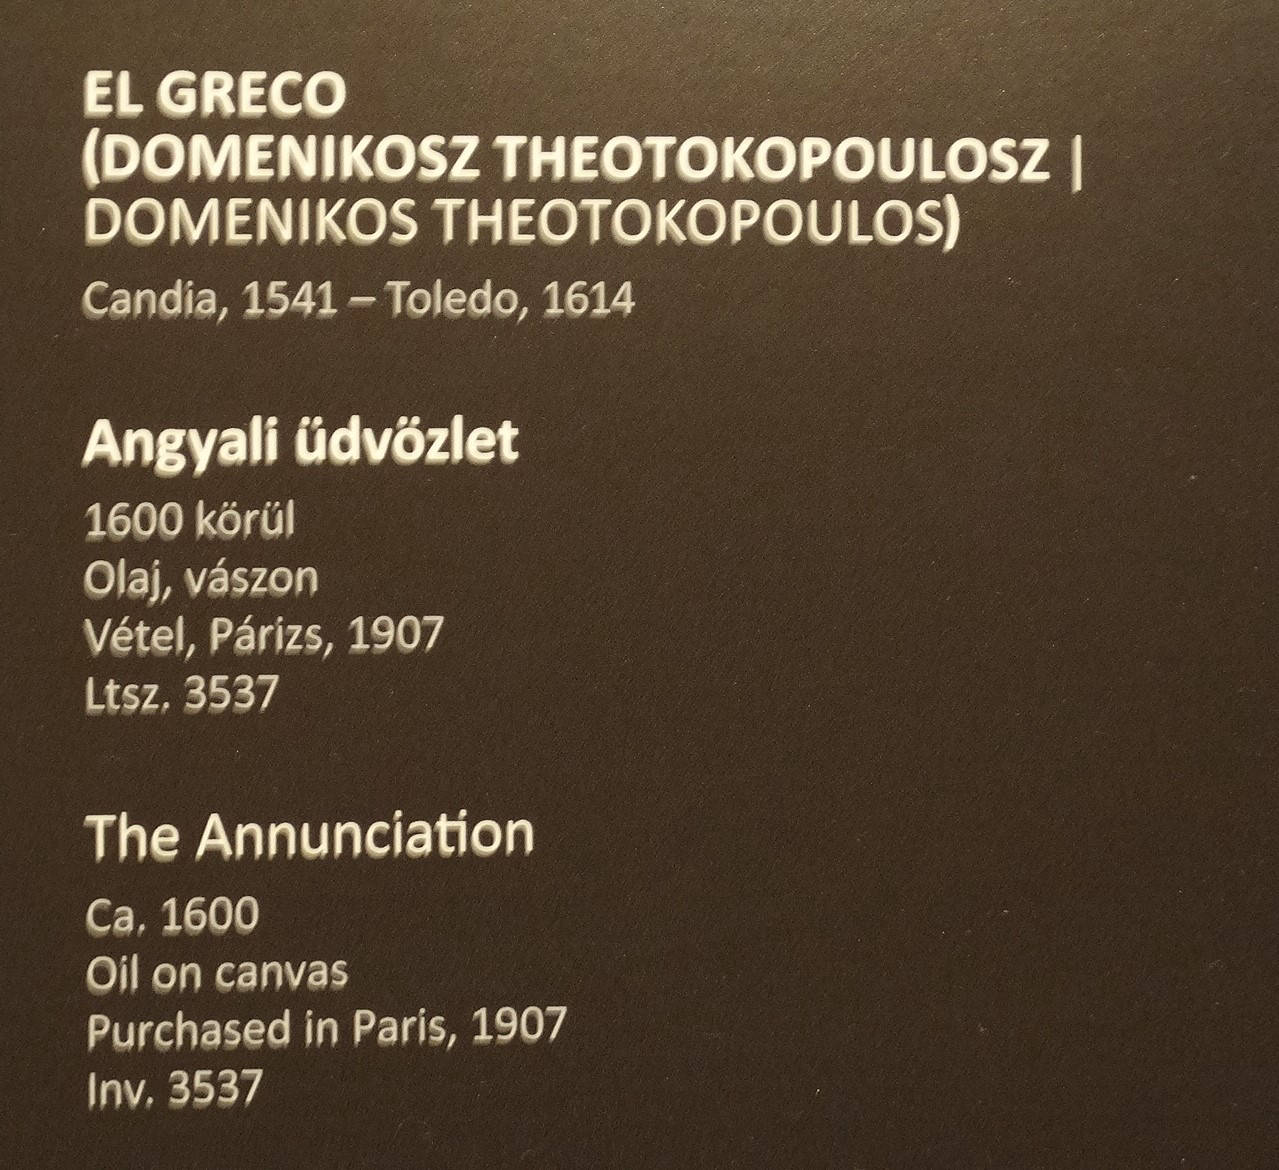 EL GRECO
(DOMENIKOSZ THEOTOKOPOULOSZ |
DOMENIKOS THEOTOKOPOULOS)
Candia, 1541 – Toledo, 1614
Angyali üdvözlet
1600 körül
Olaj, vászon
Vétel, Párizs, 1907
Ltsz. 3537
The Annunciation
Ca. 1600
Oil on canvas
Purchased in Paris, 1907
Inv. 3537